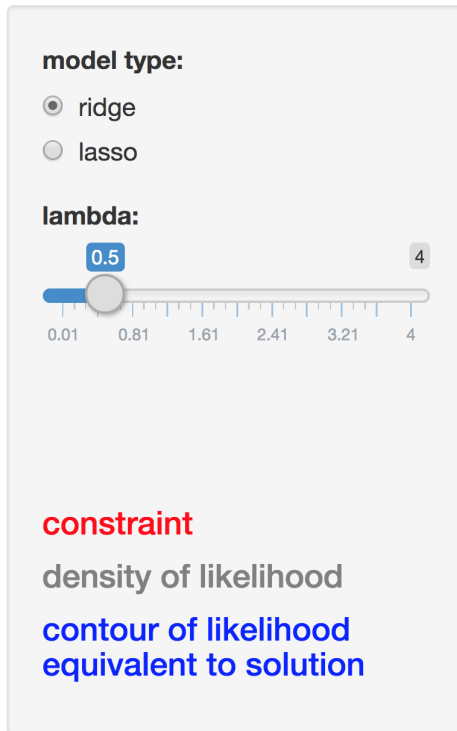 model type:
ridge
lasso
lambda:
0.5 4
0.01 0.81 1.61 2.41 3.21 4
constraint
density of likelihood
contour of likelihood
equivalent to solution